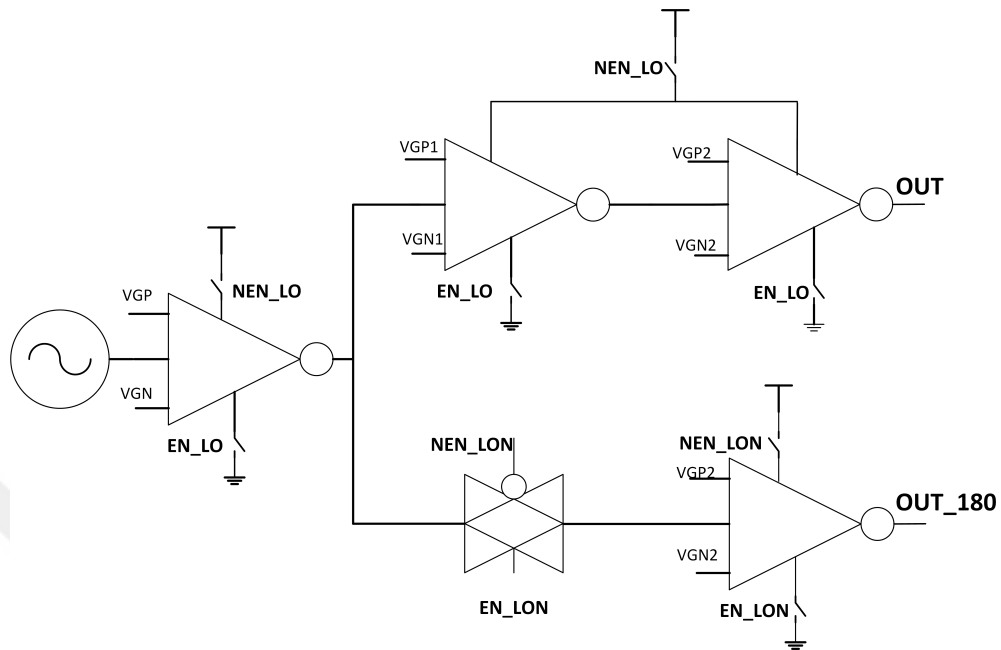 NEN_LO
VGP1
VGP2
OUT
VGN1
VGN2
EN_LO
EN_LO
NEN_LO
VGP
VGN
EN_LO
NEN_LON
NEN_LON
VGP2
OUT_180
VGN2
EN_LON
EN_LON